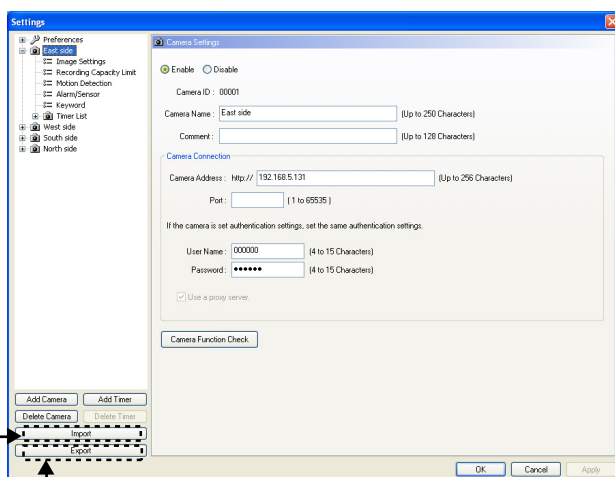 Settings
Preferences
East side
Image Settings
Recording Capacity Limit
Motion Detection
Alarm/Sensor
Keyword
Timer List
West side
South side
North side
Add Camera Add Timer
Delete Camera Delete Timer
Import
Export
Camera Settings
Enable Disable
Camera ID : 00001
Camera Name : East side (Up to 250 Characters)
Comment : (Up to 128 Characters)
Camera Connection
Camera Address : http:// 192.168.5.131 (Up to 256 Characters)
Port : ( 1 to 65535 )
If the camera is set authentication settings, set the same authentication settings.
User Name : 000000 (4 to 15 Characters)
Password : ●●●●●● (4 to 15 Characters)
Use a proxy server.
Camera Function Check
OK Cancel Apply